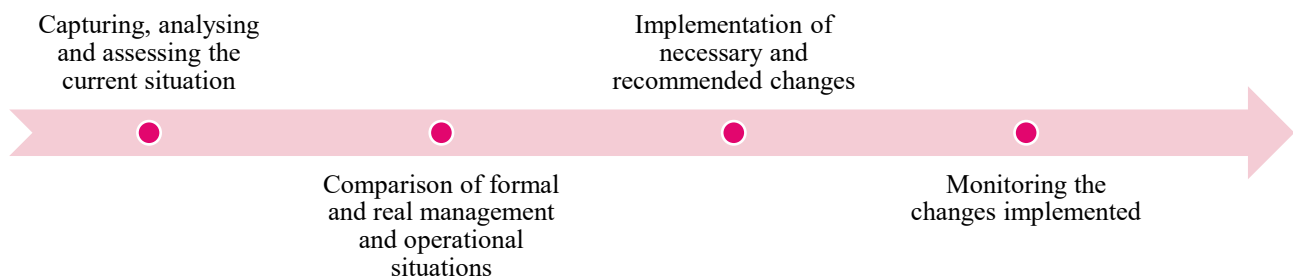 Capturing, analysing
and assessing the
current situation
Comparison of formal
and real management
and operational
situations
Implementation of
necessary and
recommended changes
Monitoring the
changes implemented